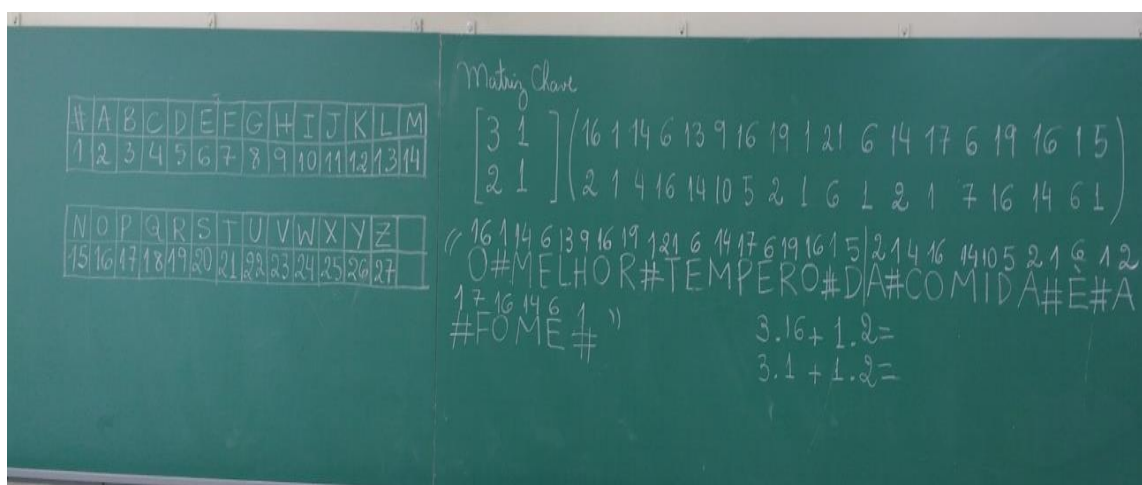 # A B C D E F G H I J K L M
1 2 3 4 5 6 7 8 9 10 11 12 13 14
N O P Q R S T U V W X Y Z
15 16 17 18 19 20 21 22 23 24 25 26 27
Matriz Chave
[3 1] (16 1 14 6 13 9 16 19 1 21 6 14 17 6 19 16 1 5
[2 1] (2 1 4 16 14 10 5 2 1 6 1 2 1 7 16 14 6 1)
" 16 1 14 6 13 9 16 19 1 21 6 14 17 6 19 16 1 5 | 2 1 4 16 14 10 5 2 1 6 1 2
O#MELHOR#TEMPERO#D|A#COMIDA#É#A
1 7 16 14 6 1 "
#FOME#
3.16 + 1.2=
3.1 + 1.2=